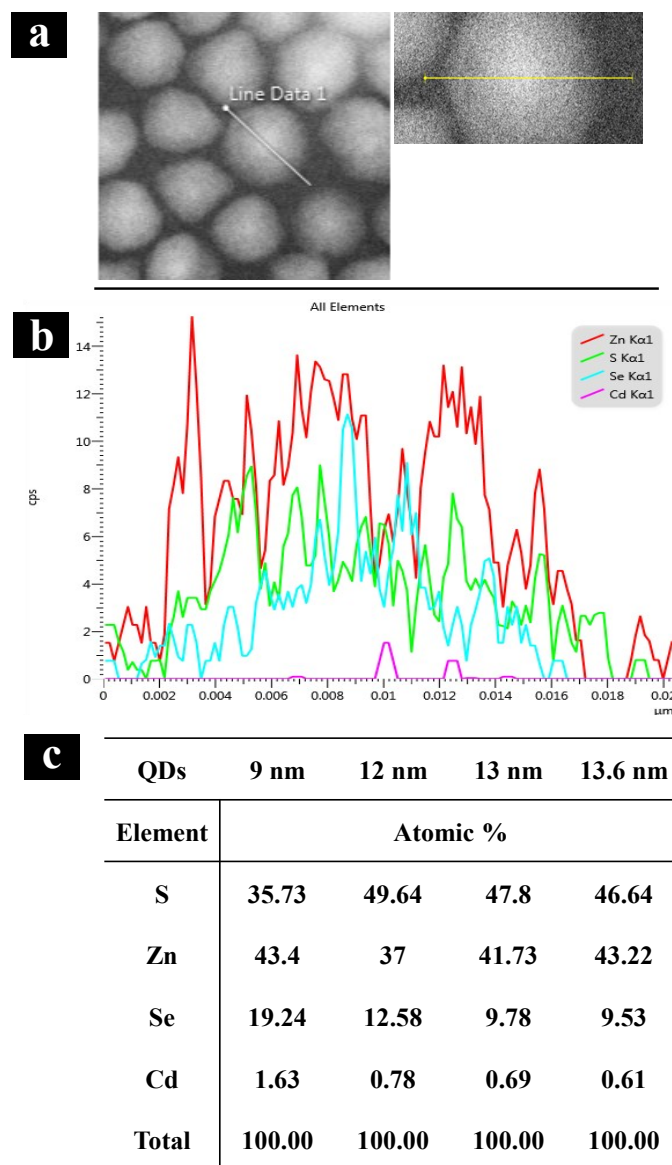 a
Line Data 1
b
All Elements
Zn Kα1
S Kα1
Se Kα1
Cd Kα1
14
12
10
8
6
4
2
0
cps
0 0.002 0.004 0.006 0.008 0.010 0.012 0.014 0.016 0.018 0.02
µm
c
QDs 9 nm 12 nm 13 nm 13.6 nm
Element Atomic %
S 35.73 49.64 47.8 46.64
Zn 43.4 37 41.73 43.22
Se 19.24 12.58 9.78 9.53
Cd 1.63 0.78 0.69 0.61
Total 100.00 100.00 100.00 100.00